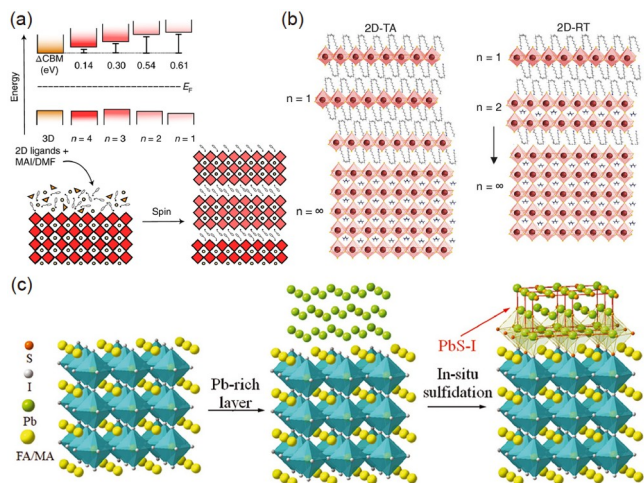 (a)
Energy
ΔCBM
(eV)
0.14
0.30
0.54
0.61
E_F
3D
n = 4
n = 3
n = 2
n = 1
2D ligands +
MAI/DMF
Spin
(b)
2D-TA
n = 1
n = ∞
2D-RT
n = 1
n = 2
n = ∞
(c)
S
I
Pb
FA/MA
Pb-rich
layer
In-situ
sulfidation
PbS-I